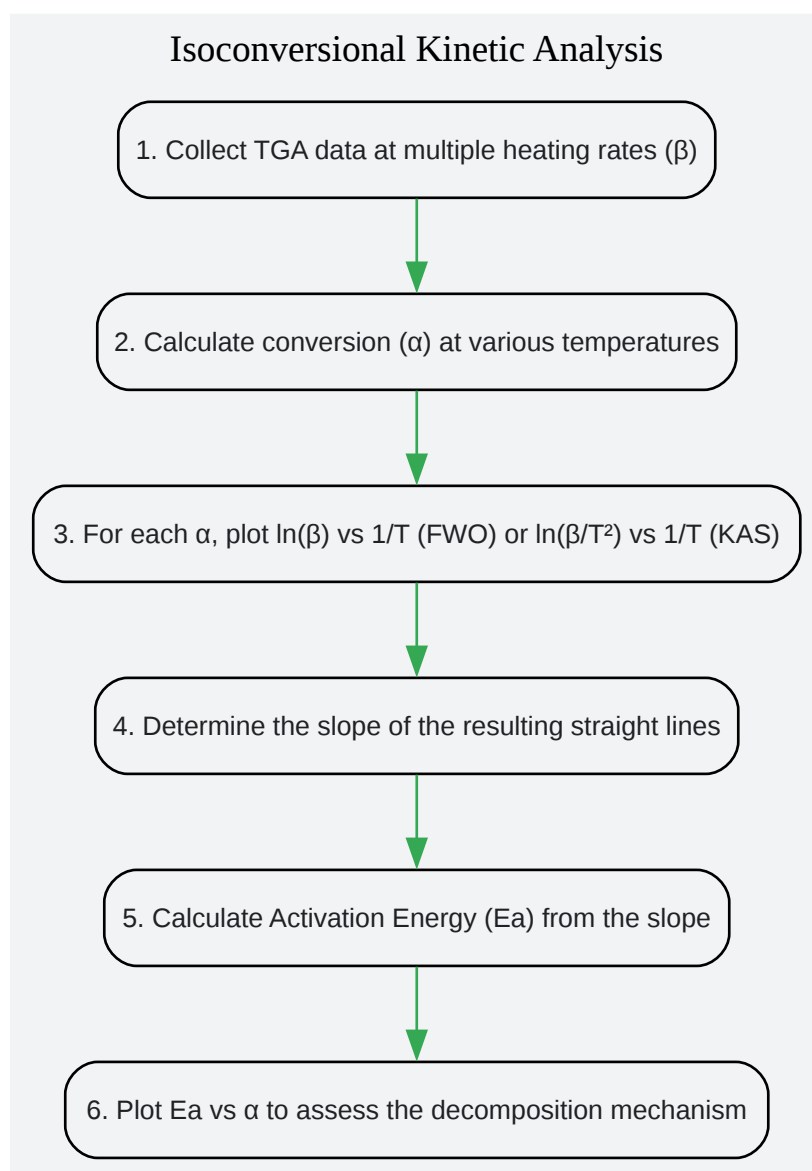 Isoconversional Kinetic Analysis
1. Collect TGA data at multiple heating rates (β)
2. Calculate conversion (α) at various temperatures
3. For each α, plot ln(β) vs 1/T (FWO) or ln(β/T²) vs 1/T (KAS)
4. Determine the slope of the resulting straight lines
5. Calculate Activation Energy (Ea) from the slope
6. Plot Ea vs α to assess the decomposition mechanism